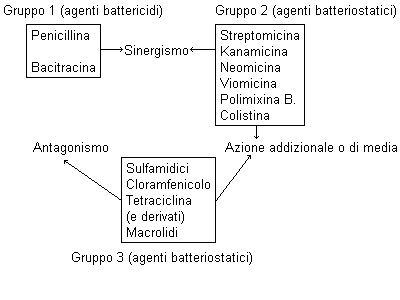 Gruppo 1 (agenti battericidi)
Gruppo 2 (agenti batteriostatici)
Penicillina
Bacitracina
Sinergismo
Streptomicina
Kanamicina
Neomicina
Viomicina
Polimixina B.
Colistina
Antagonismo
Azione addizionale o di media
Sulfamidici
Cloramfenicolo
Tetraciclina
(e derivati)
Macrolidi
Gruppo 3 (agenti batteriostatici)